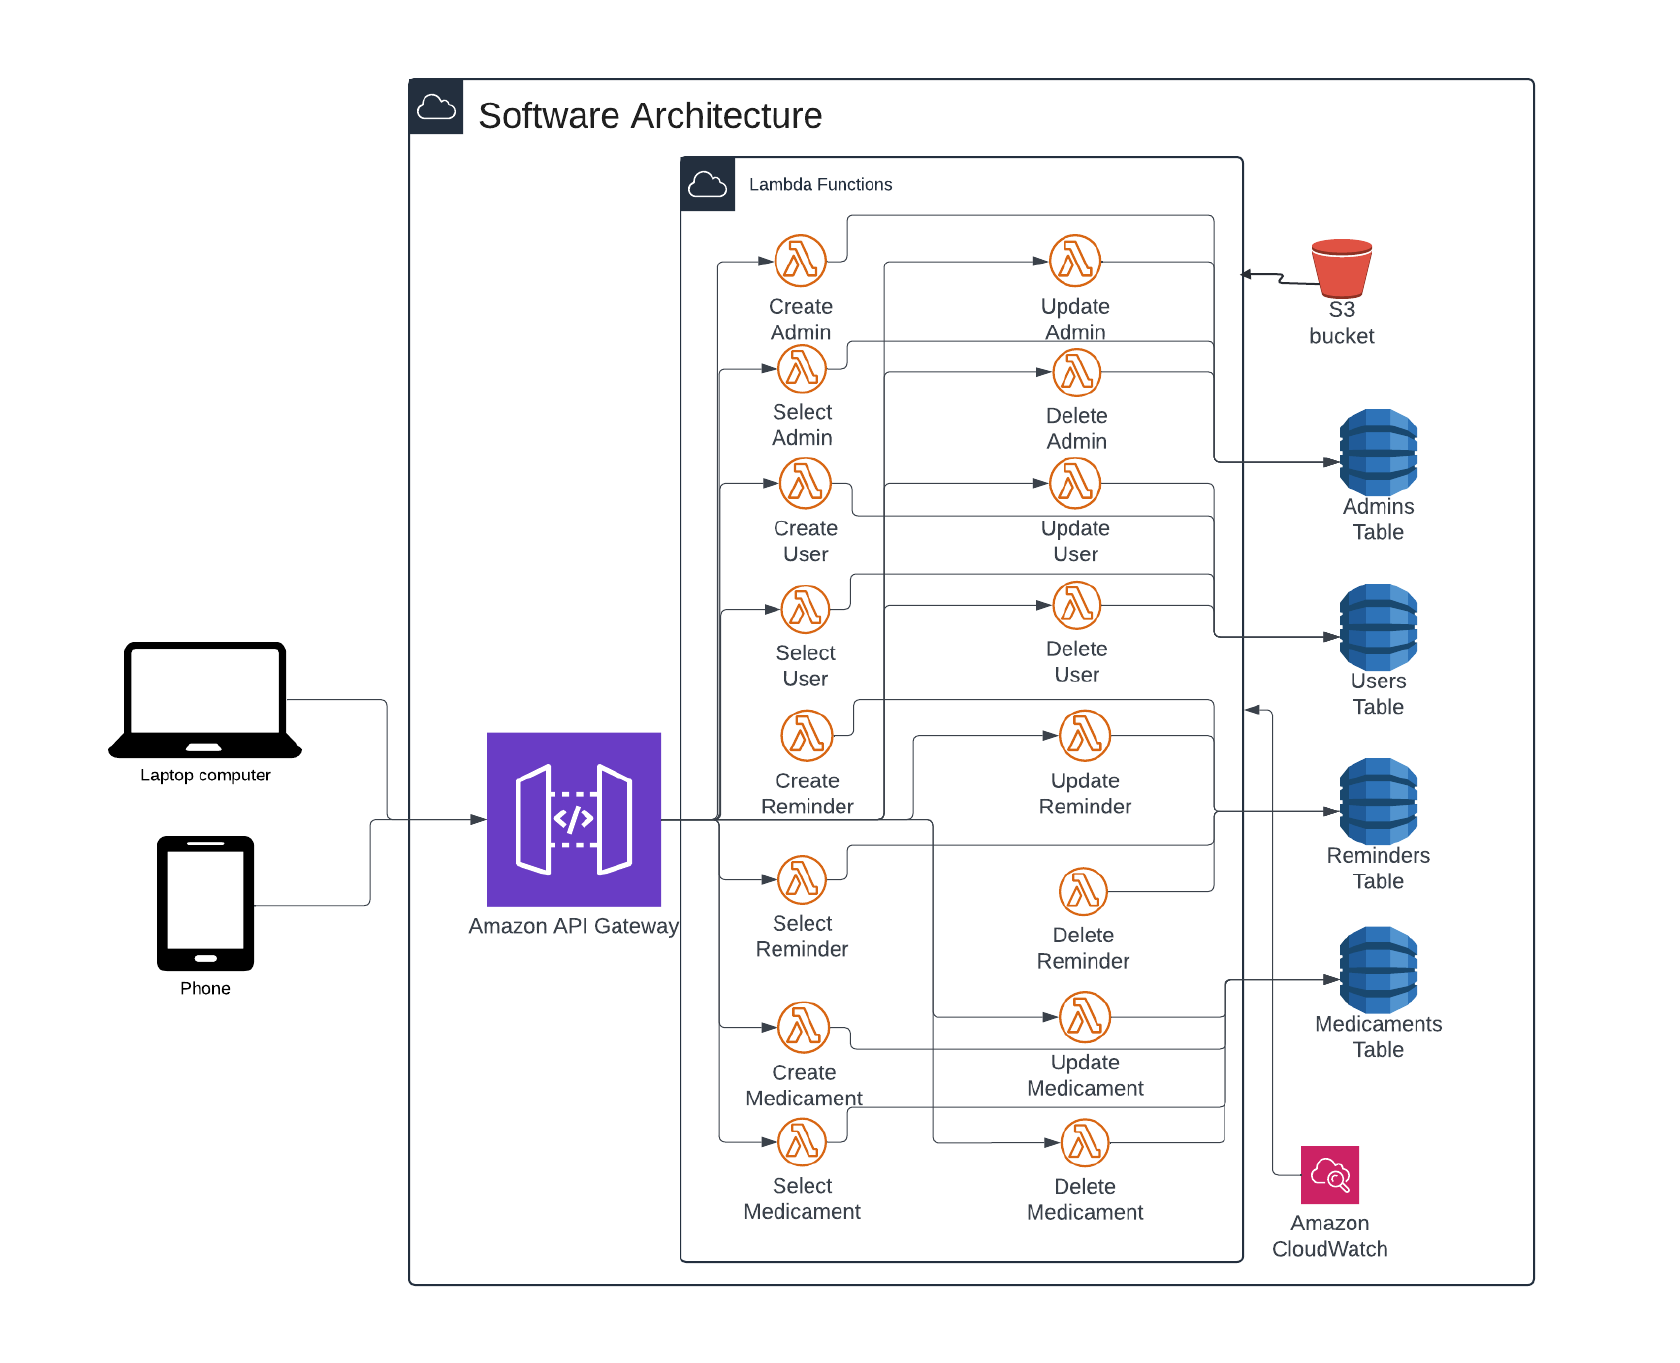 Software Architecture
Lambda Functions
Create
Admin
Update
Admin
S3
bucket
Select
Admin
Delete
Admin
Admins
Table
Create
User
Update
User
Select
User
Delete
User
Users
Table
Laptop computer
Create
Reminder
Update
Reminder
Reminders
Table
Amazon API Gateway
Select
Reminder
Delete
Reminder
Phone
Medicaments
Table
Create
Medicament
Update
Medicament
Select
Medicament
Delete
Medicament
Amazon
CloudWatch